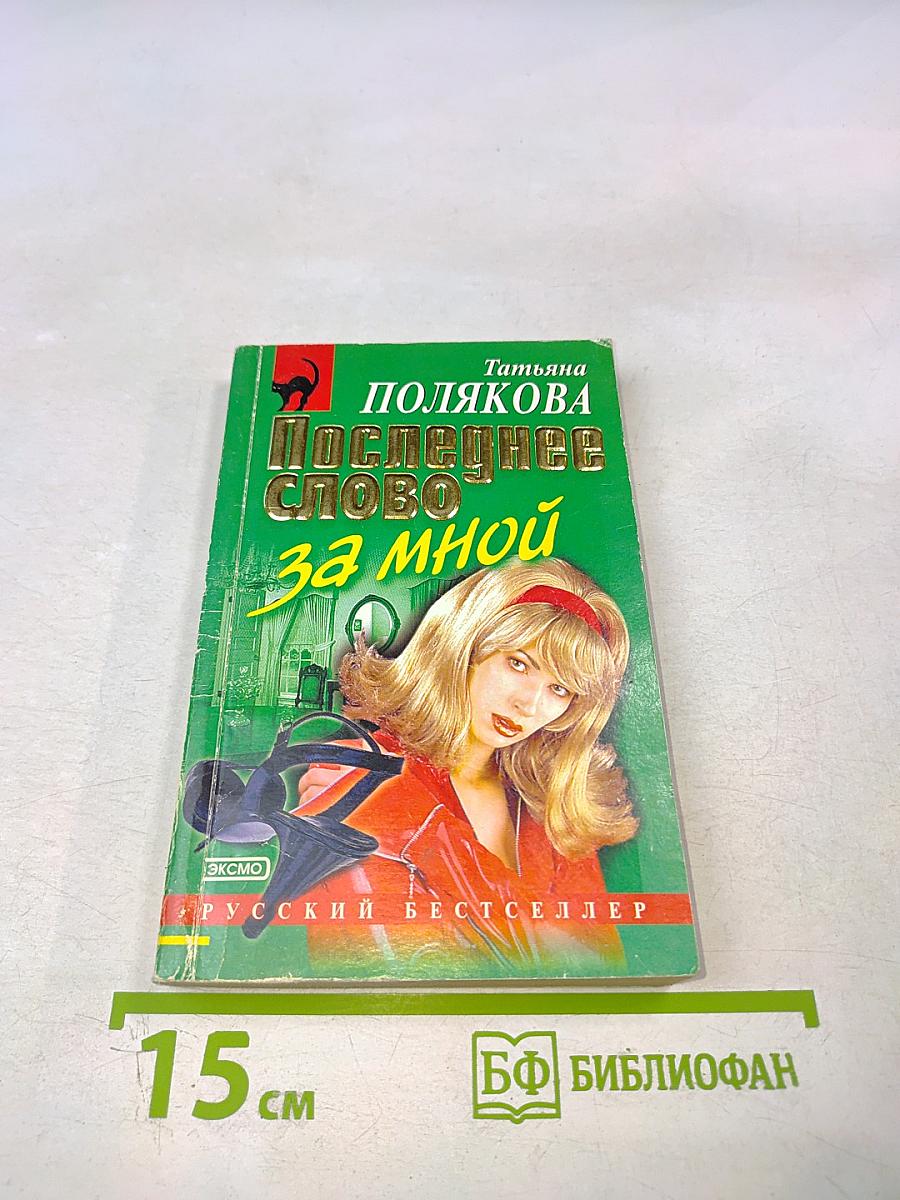 Татьяна
ПОЛЯКОВА
Последнее
слово
за мной
ЭКСМО
РУССКИЙ БЕСТСЕЛЛЕР
15 см
БФ БИБЛИОФАН